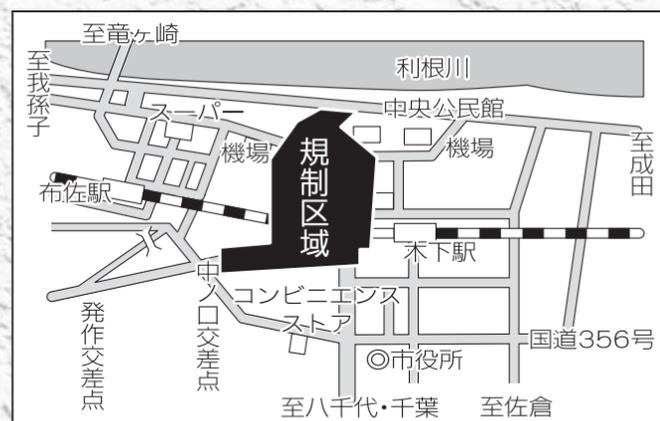 至竜ヶ崎
至我孫子
利根川
スーパー
中央公民館
機場
規制区域
機場
至成田
布佐駅
木下駅
中ノ口交差点
コンビニエンス
ストア
発作交差点
国道356号
◎市役所
至八千代・千葉
至佐倉